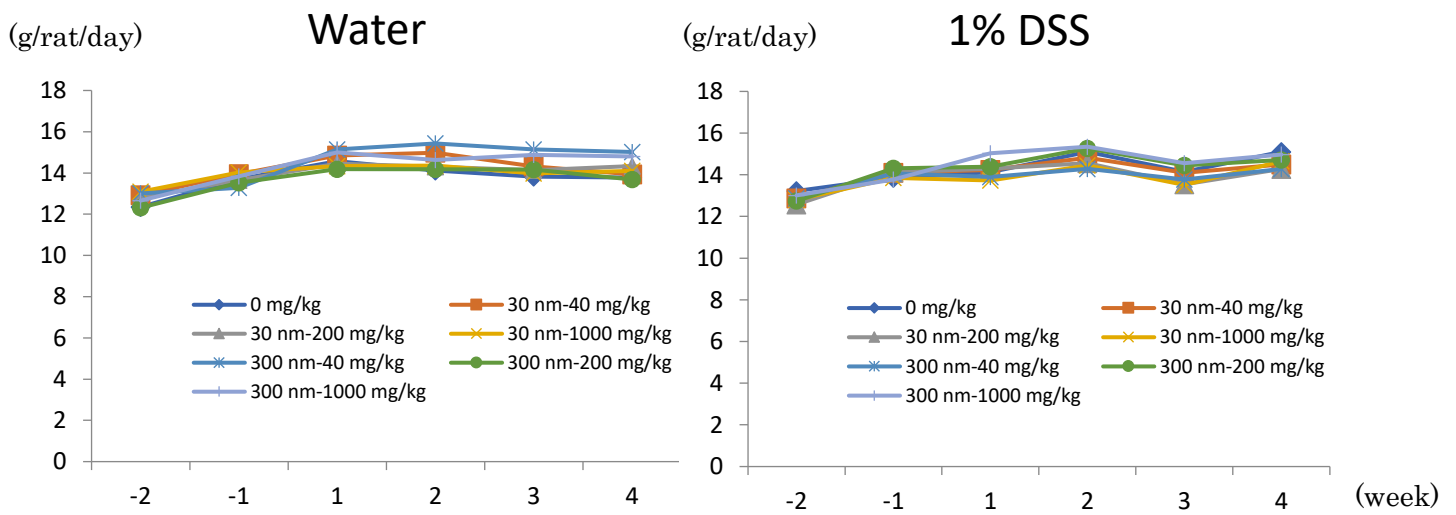 (g/rat/day) Water
18
16
14
12
10
8
6
4
2
0
0 mg/kg 30 nm-40 mg/kg
30 nm-200 mg/kg 30 nm-1000 mg/kg
300 nm-40 mg/kg 300 nm-200 mg/kg
300 nm-1000 mg/kg
-2 -1 1 2 3 4
(g/rat/day) 1% DSS
18
16
14
12
10
8
6
4
2
0
0 mg/kg 30 nm-40 mg/kg
30 nm-200 mg/kg 30 nm-1000 mg/kg
300 nm-40 mg/kg 300 nm-200 mg/kg
300 nm-1000 mg/kg
-2 -1 1 2 3 4 (week)